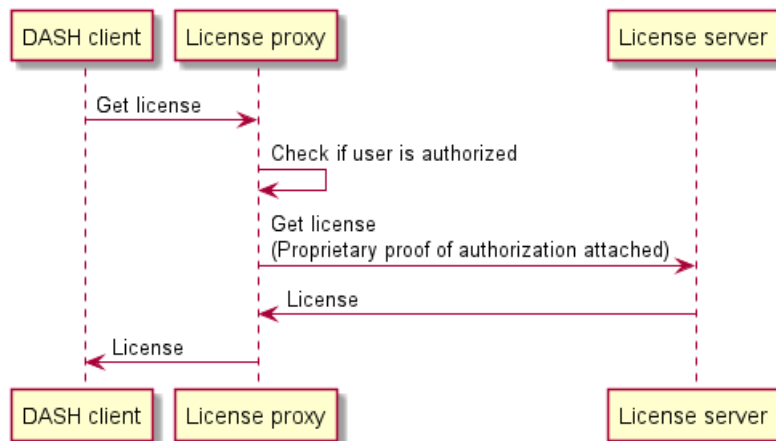 DASH client
License proxy
License server
Get license
Check if user is authorized
Get license
(Proprietary proof of authorization attached)
License
License
DASH client
License proxy
License server